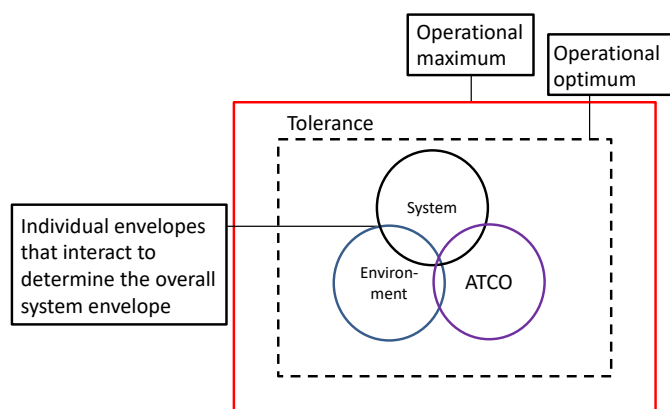 Operational
maximum
Operational
optimum
Tolerance
System
Individual envelopes
that interact to
determine the overall
system envelope
Environ-
ment
ATCO